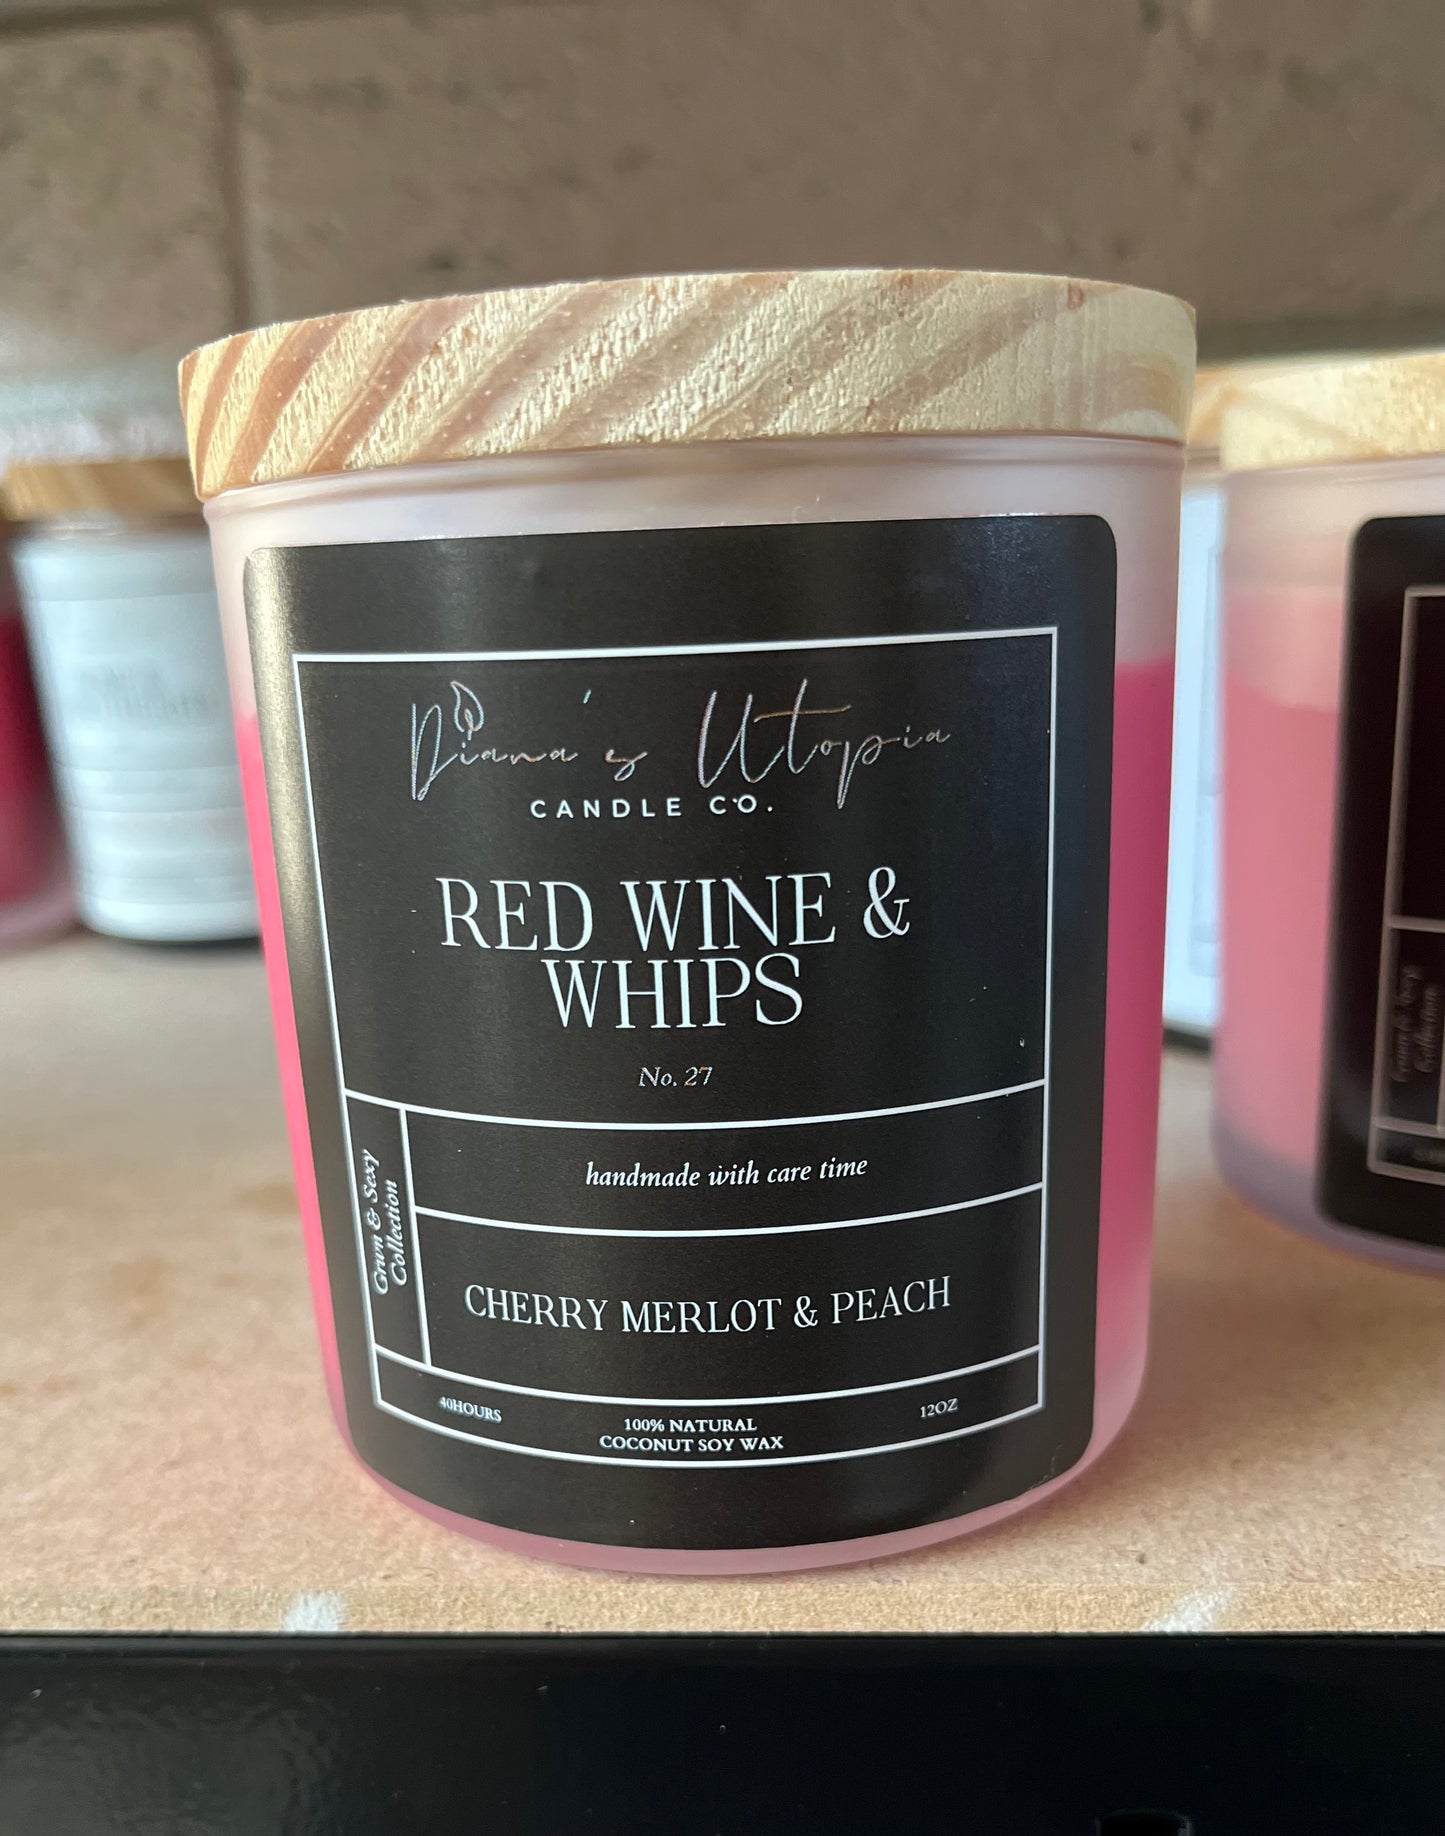 Diana's Utopia
CANDLE CO.
RED WINE &
WHIPS
No. 27
handmade with care time
Grwn & Sexy
Collection
CHERRY MERLOT & PEACH
40HOURS
100% NATURAL
COCONUT SOY WAX
12OZ
Collection